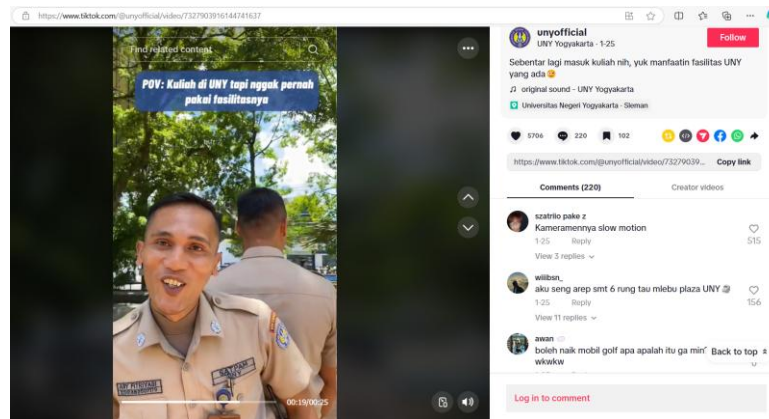 https://www.tiktok.com/@unyofficial/video/7327903916144741637
Find related content
POV: Kuliah di UNY tapi nggak pernah
pakai fasilitasnya
SATPAM
00:19/00:25
unyofficial
UNY Yogyakarta · 1-25
Follow
Sebentar lagi masuk kuliah nih, yuk manfaatin fasilitas UNY
yang ada
original sound - UNY Yogyakarta
Universitas Negeri Yogyakarta · Sleman
5706
220
102
https://www.tiktok.com/@unyofficial/video/73279039...
Copy link
Comments (220)
Creator videos
szatriio pake z
Kameramennya slow motion
1-25 Reply
515
View 3 replies
wiiibsn_
aku seng arep smt 6 rung tau mlebu plaza UNY
1-25 Reply
156
View 11 replies
awan
boleh naik mobil golf apa apalah itu ga min
wkwkw
Back to top
Log in to comment